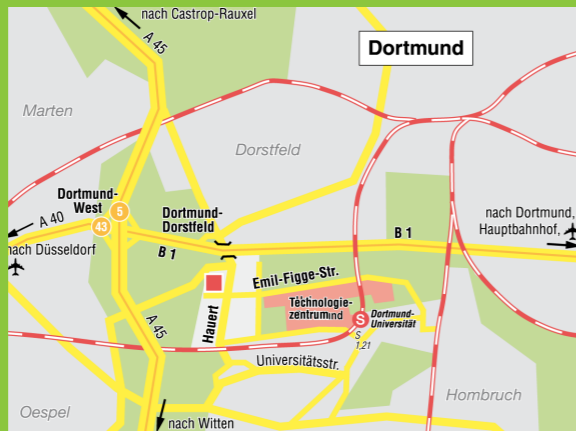 nach Castrop-Rauxel
A 45
Dortmund
Marten
Dorstfeld
Dortmund-
West
5
43
A 40
nach Düsseldorf
Dortmund-
Dorstfeld
B 1
B 1
nach Dortmund,
Hauptbahnhof,
Emil-Figge-Str.
Hauert
Technologie-
zentrumind
S
Dortmund-
Universität
S
1,21
A 45
Universitätsstr.
Hombruch
Oespel
nach Witten